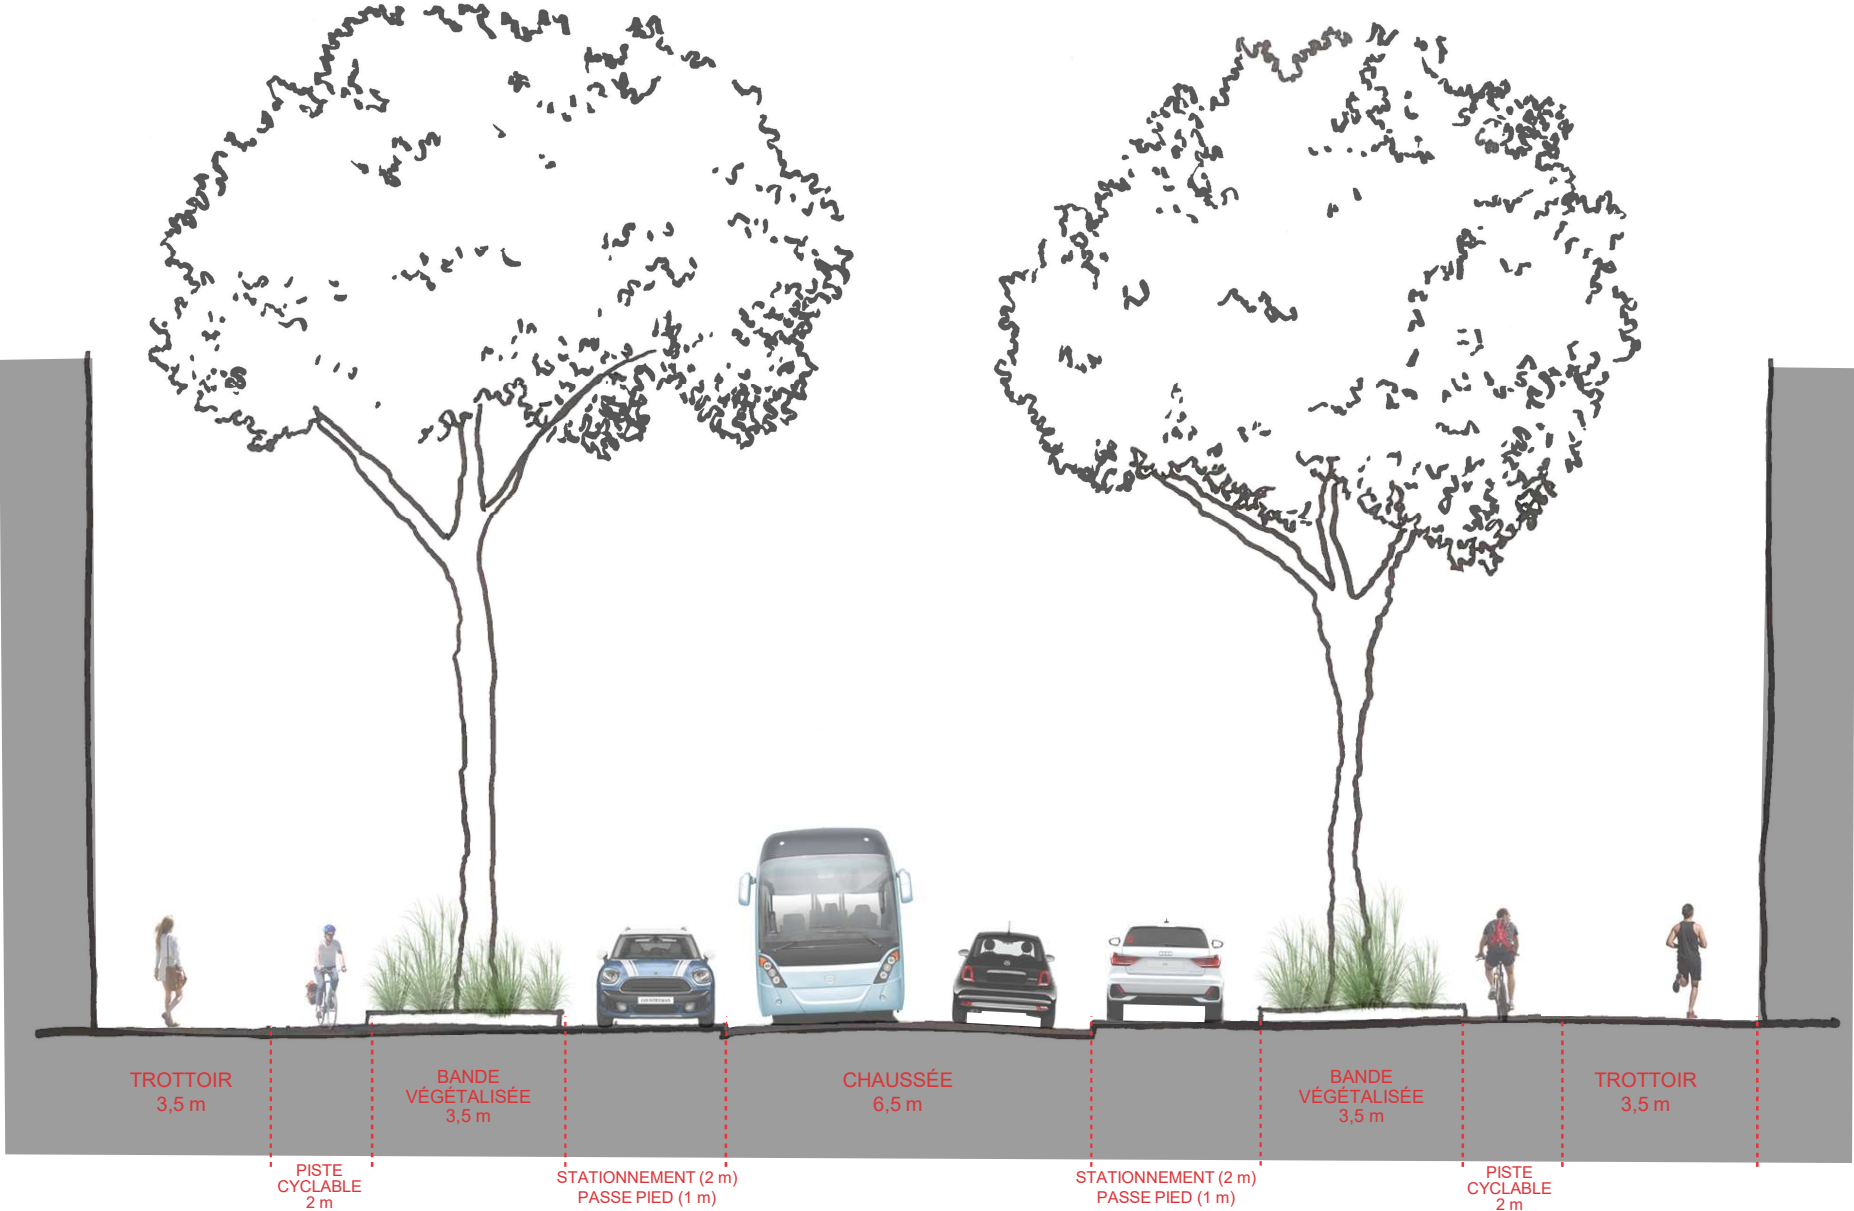 TROTTOIR
3,5 m
BANDE
VÉGÉTALISÉE
3,5 m
CHAUSSÉE
6,5 m
BANDE
VÉGÉTALISÉE
3,5 m
TROTTOIR
3,5 m
PISTE
CYCLABLE
2 m
STATIONNEMENT (2 m)
PASSE PIED (1 m)
STATIONNEMENT (2 m)
PASSE PIED (1 m)
PISTE
CYCLABLE
2 m